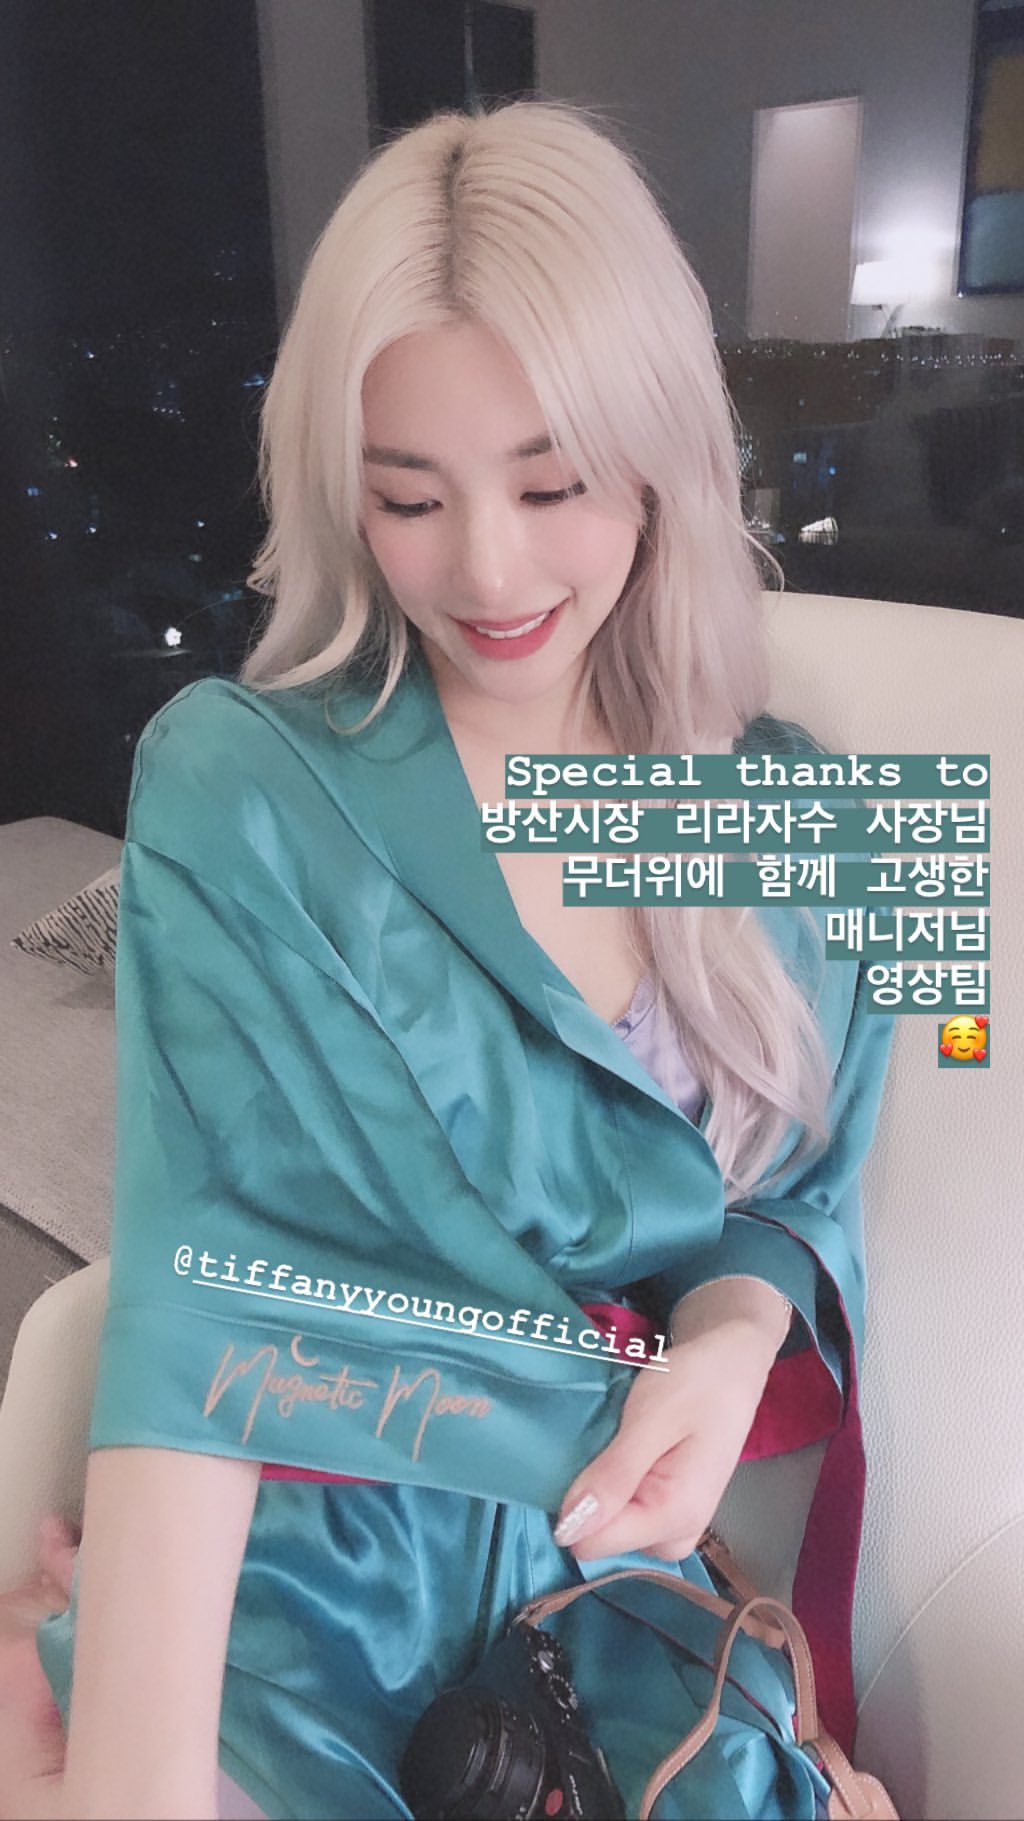 Special thanks to
방산시장 리라자수 사장님
무더위에 함께 고생한
매니저님
영상팀
🥰
@tiffanyyoungofficial
Magnetic Moon